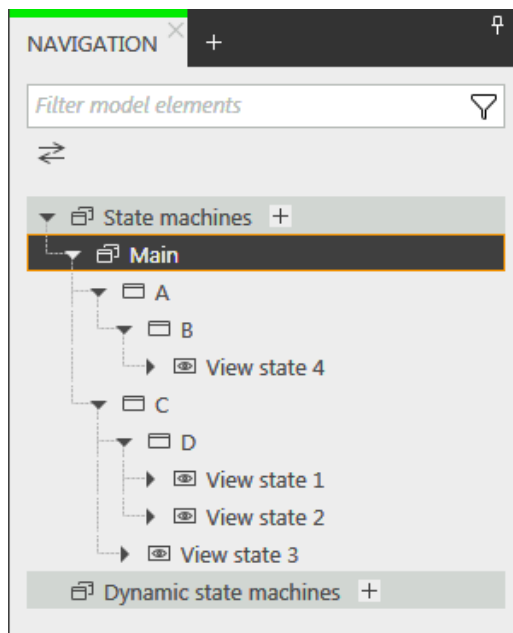 NAVIGATION
Filter model elements
State machines
Main
A
B
View state 4
C
D
View state 1
View state 2
View state 3
Dynamic state machines